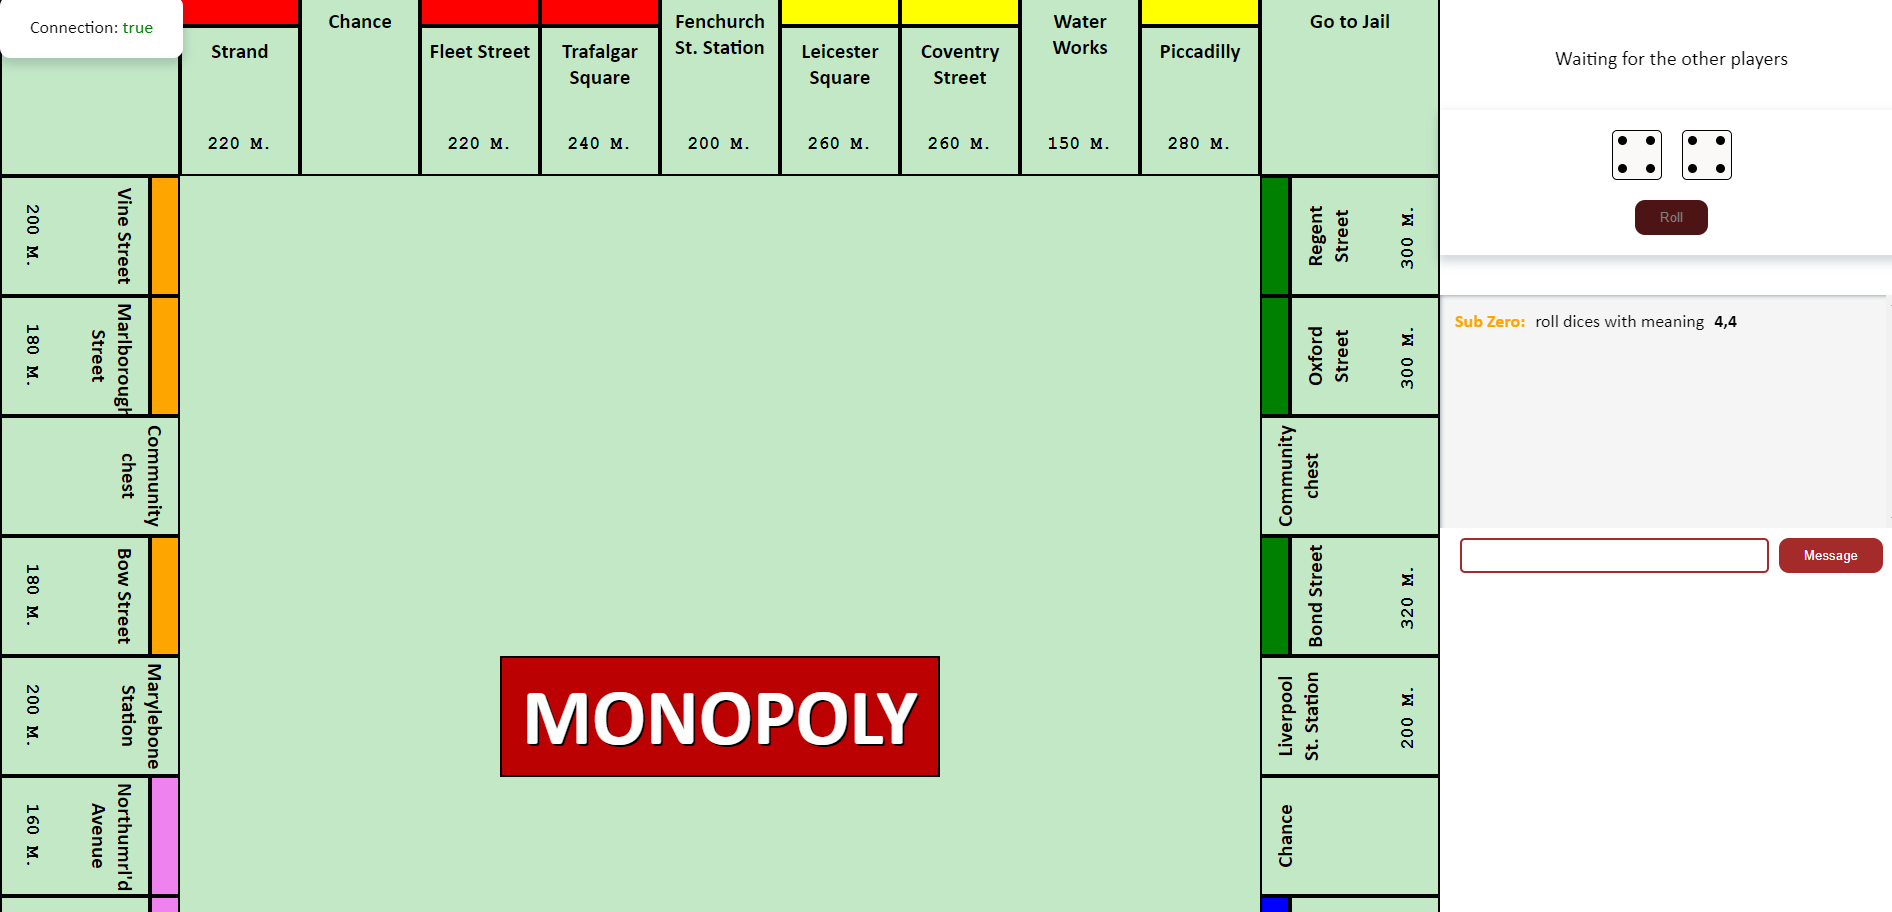 Connection: true
Chance
Fenchurch
St. Station
Water
Works
Go to Jail
Strand
Fleet Street
Trafalgar
Square
Leicester
Square
Coventry
Street
Piccadilly
220 M.
220 M.
240 M.
200 M.
260 M.
260 M.
150 M.
280 M.
Vine Street
200 M.
Marlborough
Street
180 M.
Community
chest
Bow Street
180 M.
Marylebone
Station
200 M.
Northumrl'd
Avenue
160 M.
MONOPOLY
Regent
Street
300 M.
Oxford
Street
300 M.
Community
chest
Bond Street
320 M.
Liverpool
St. Station
200 M.
Chance
Waiting for the other players
Roll
Sub Zero: roll dices with meaning 4,4
Message